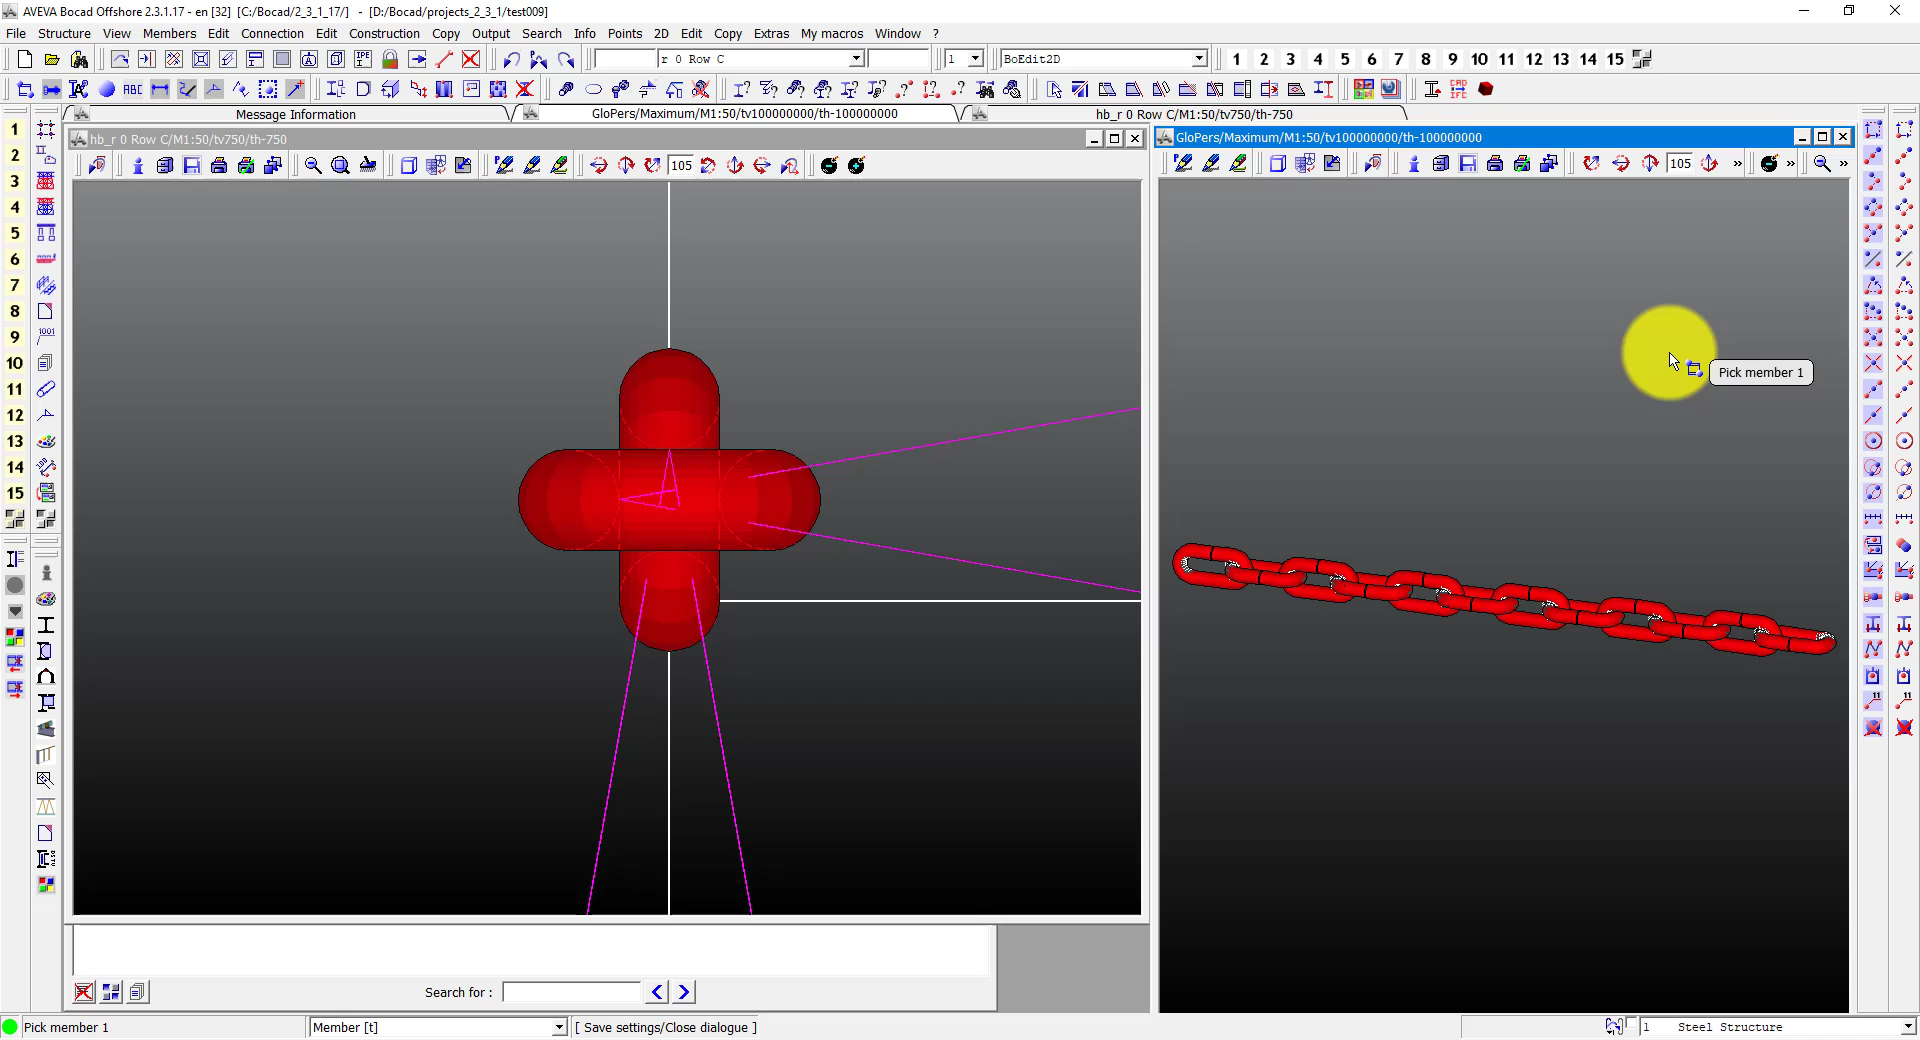 AVEVA Bocad Offshore 2.3.1.17 - en [32] [C:/Bocad/2_3_1_17/] - [D:/Bocad/projects_2_3_1/test009]
File Structure View Members Edit Connection Edit Construction Copy Output Search Info Points 2D Edit Copy Extras My macros Window ?
r 0 Row C 1 BoEdit2D 1 2 3 4 5 6 7 8 9 10 11 12 13 14 15
ABC
Message Information GloPers/Maximum/M1:50/tv100000000/th-100000000 hb_r 0 Row C/M1:50/tv750/th-750
hb_r 0 Row C/M1:50/tv750/th-750
GloPers/Maximum/M1:50/tv100000000/th-100000000
105
105 » » »
1
2
3
4
5
6
7
8
9
10
11
12
13
14
15
Pick member 1
Search for :
Pick member 1 Member [t] [ Save settings/Close dialogue ] 1 Steel Structure